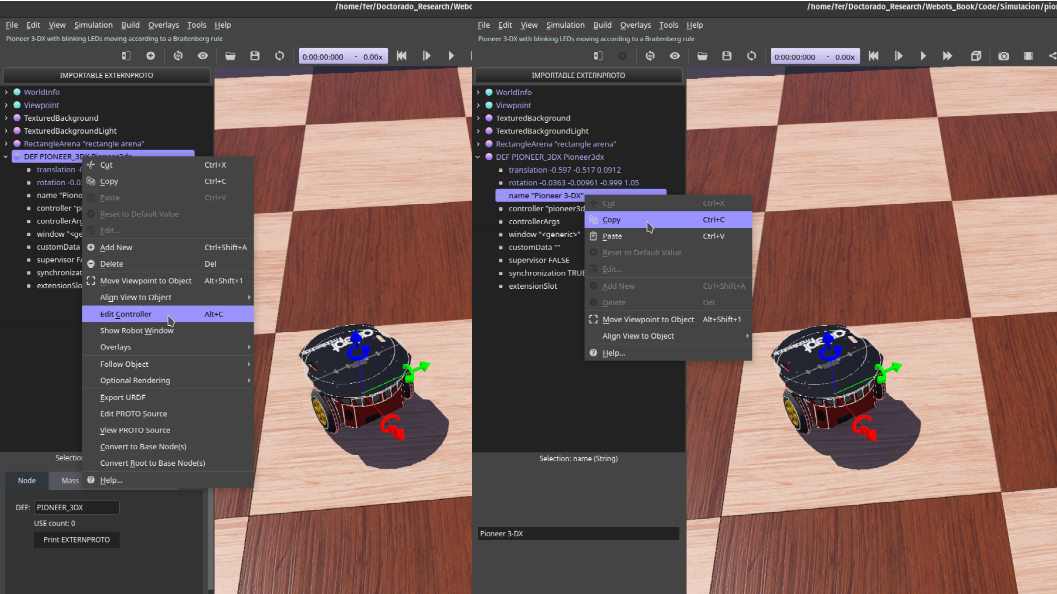 /home/fer/Doctorado_Research/Webc
File Edit View Simulation Build Overlays Tools Help
Pioneer 3-DX with blinking LEDs moving according to a Braitenberg rule
0:00:00:000 - 0.00x
IMPORTABLE EXTERNPROTO
WorldInfo
Viewpoint
TexturedBackground
TexturedBackgroundLight
RectangleArena "rectangle arena"
DEF PIONEER_3DX Pioneer3dx
translation -0
rotation -0.0
name "Pione
controller "p
controllerArg
window "<ge
customData
supervisor F
synchronizat
extensionSlot
Cut Ctrl+X
Copy Ctrl+C
Paste Ctrl+V
Reset to Default Value
Edit...
Add New Ctrl+Shift+A
Delete Del
Move Viewpoint to Object Alt+Shift+1
Align View to Object
Edit Controller Alt+C
Show Robot Window
Overlays
Follow Object
Optional Rendering
Export URDF
Edit PROTO Source
View PROTO Source
Convert to Base Node(s)
Convert Root to Base Node(s)
Help...
Selectio
Node Mass
DEF: PIONEER_3DX
USE count: 0
Print EXTERNPROTO
/home/fer/Doctorado_Research/Webots_Book/Code/Simulacion/pio
File Edit View Simulation Build Overlays Tools Help
Pioneer 3-DX with blinking LEDs moving according to a Braitenberg rule
0:00:00:000 - 0.00x
IMPORTABLE EXTERNPROTO
WorldInfo
Viewpoint
TexturedBackground
TexturedBackgroundLight
RectangleArena "rectangle arena"
DEF PIONEER_3DX Pioneer3dx
translation -0.597 -0.517 0.0912
rotation -0.0363 -0.00961 -0.999 1.05
name "Pioneer 3-DX"
controller "pioneer3d
controllerArgs
window "<generic>"
customData ""
supervisor FALSE
synchronization TRUE
extensionSlot
Cut Ctrl+X
Copy Ctrl+C
Paste Ctrl+V
Reset to Default Value
Edit...
Add New Ctrl+Shift+A
Delete Del
Move Viewpoint to Object Alt+Shift+1
Align View to Object
Help...
Selection: name (String)
Pioneer 3-DX